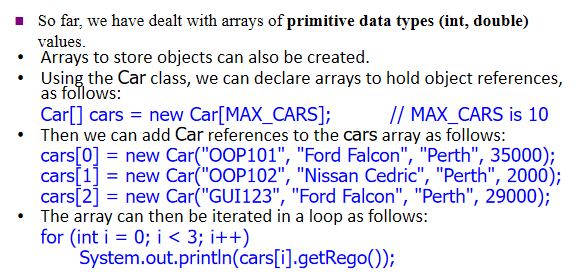 ▪ So far, we have dealt with arrays of primitive data types (int, double)
values.
• Arrays to store objects can also be created.
• Using the Car class, we can declare arrays to hold object references,
as follows:
Car[] cars = new Car[MAX_CARS]; // MAX_CARS is 10
• Then we can add Car references to the cars array as follows:
cars[0] = new Car("OOP101", "Ford Falcon", "Perth", 35000);
cars[1] = new Car("OOP102", "Nissan Cedric", "Perth", 2000);
cars[2] = new Car("GUI123", "Ford Falcon", "Perth", 29000);
• The array can then be iterated in a loop as follows:
for (int i = 0; i < 3; i++)
System.out.println(cars[i].getRego());